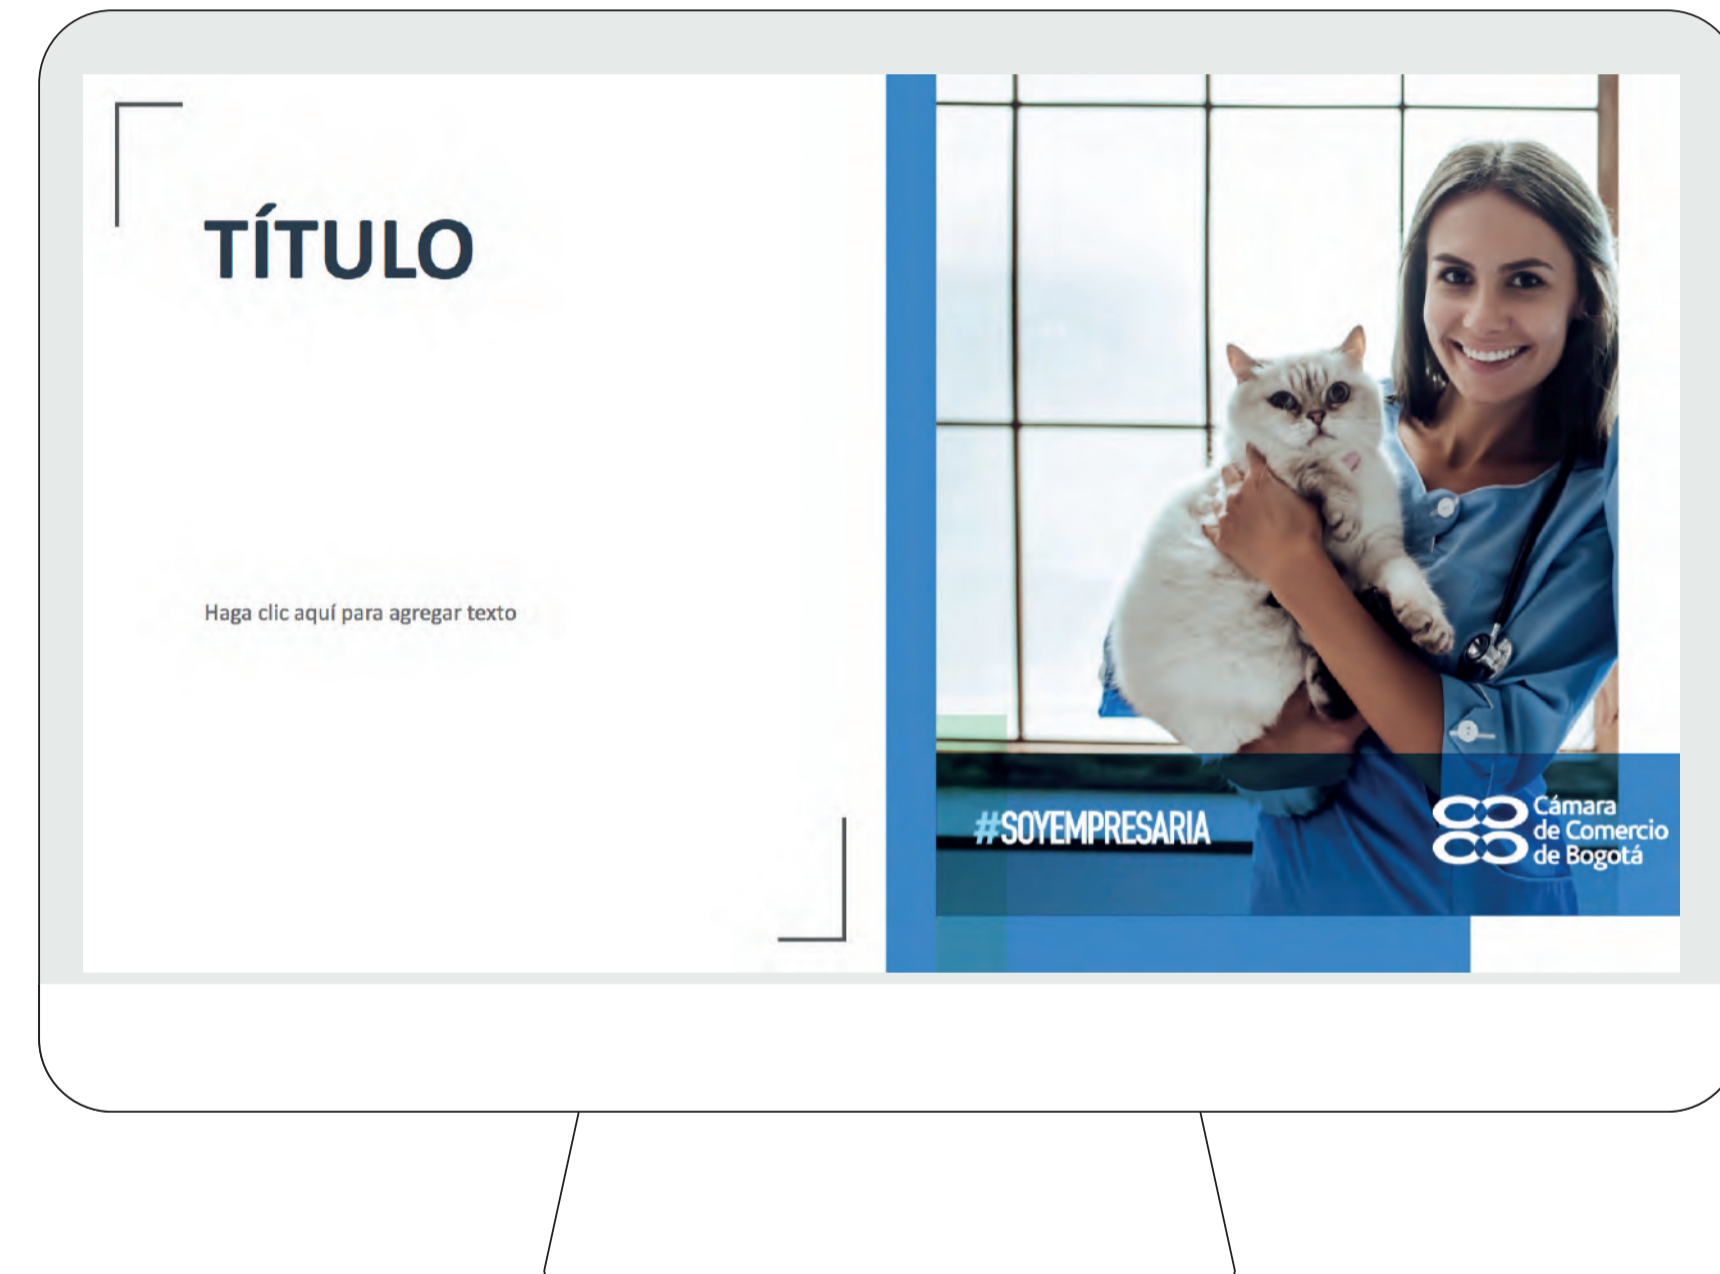 TÍTULO
Haga clic aquí para agregar texto
#SOYEMPRESARIA
Cámara
de Comercio
de Bogotá